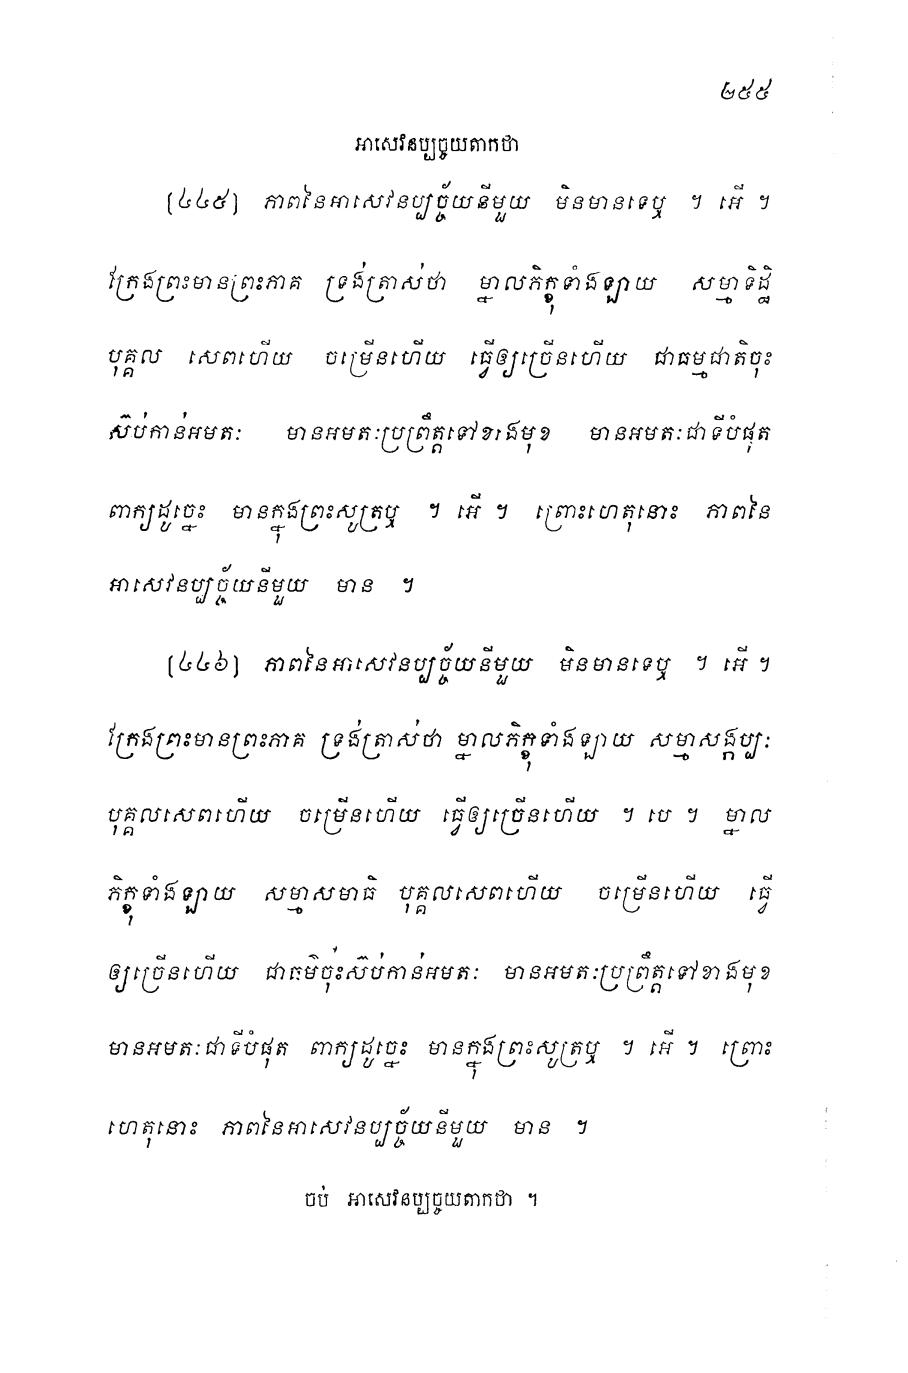 ២៥៥
អាសេវនប្បច្ចយតាកថា
(៤៤៥) ភាពនៃអាសេវនប្បច្ច័យនីមួយ មិនមានទេឬ ។ អើ ។
ក្រែងព្រះមានព្រះភាគ ទ្រង់ត្រាស់ថា ម្នាលភិក្ខុទាំងឡាយ សម្មាទិដ្ឋិ
បុគ្គល សេពហើយ ចម្រើនហើយ ធ្វើឲ្យច្រើនហើយ ជាធម្មជាតិចុះ
ស៊ប់កាន់អមតៈ មានអមតៈប្រព្រឹត្តទៅខាងមុខ មានអមតៈជាទីបំផុត
ពាក្យដូច្នេះ មានក្នុងព្រះសូត្រឬ ។ អើ ។ ព្រោះហេតុនោះ ភាពនៃ
អាសេវនប្បច្ច័យនីមួយ មាន ។
(៤៤៦) ភាពនៃអាសេវនប្បច្ច័យនីមួយ មិនមានទេឬ ។ អើ ។
ក្រែងព្រះមានព្រះភាគ ទ្រង់ត្រាស់ថា ម្នាលភិក្ខុទាំងឡាយ សម្មាសង្កប្បៈ
បុគ្គលសេពហើយ ចម្រើនហើយ ធ្វើឲ្យច្រើនហើយ ។ បេ ។ ម្នាល
ភិក្ខុទាំងឡាយ សម្មាសមាធិ បុគ្គលសេពហើយ ចម្រើនហើយ ធ្វើ
ឲ្យច្រើនហើយ ជាធម៌ចុះស៊ប់កាន់អមតៈ មានអមតៈប្រព្រឹត្តទៅខាងមុខ
មានអមតៈជាទីបំផុត ពាក្យដូច្នេះ មានក្នុងព្រះសូត្រឬ ។ អើ ។ ព្រោះ
ហេតុនោះ ភាពនៃអាសេវនប្បច្ច័យនីមួយ មាន ។
ចប់ អាសេវនប្បច្ចយតាកថា ។